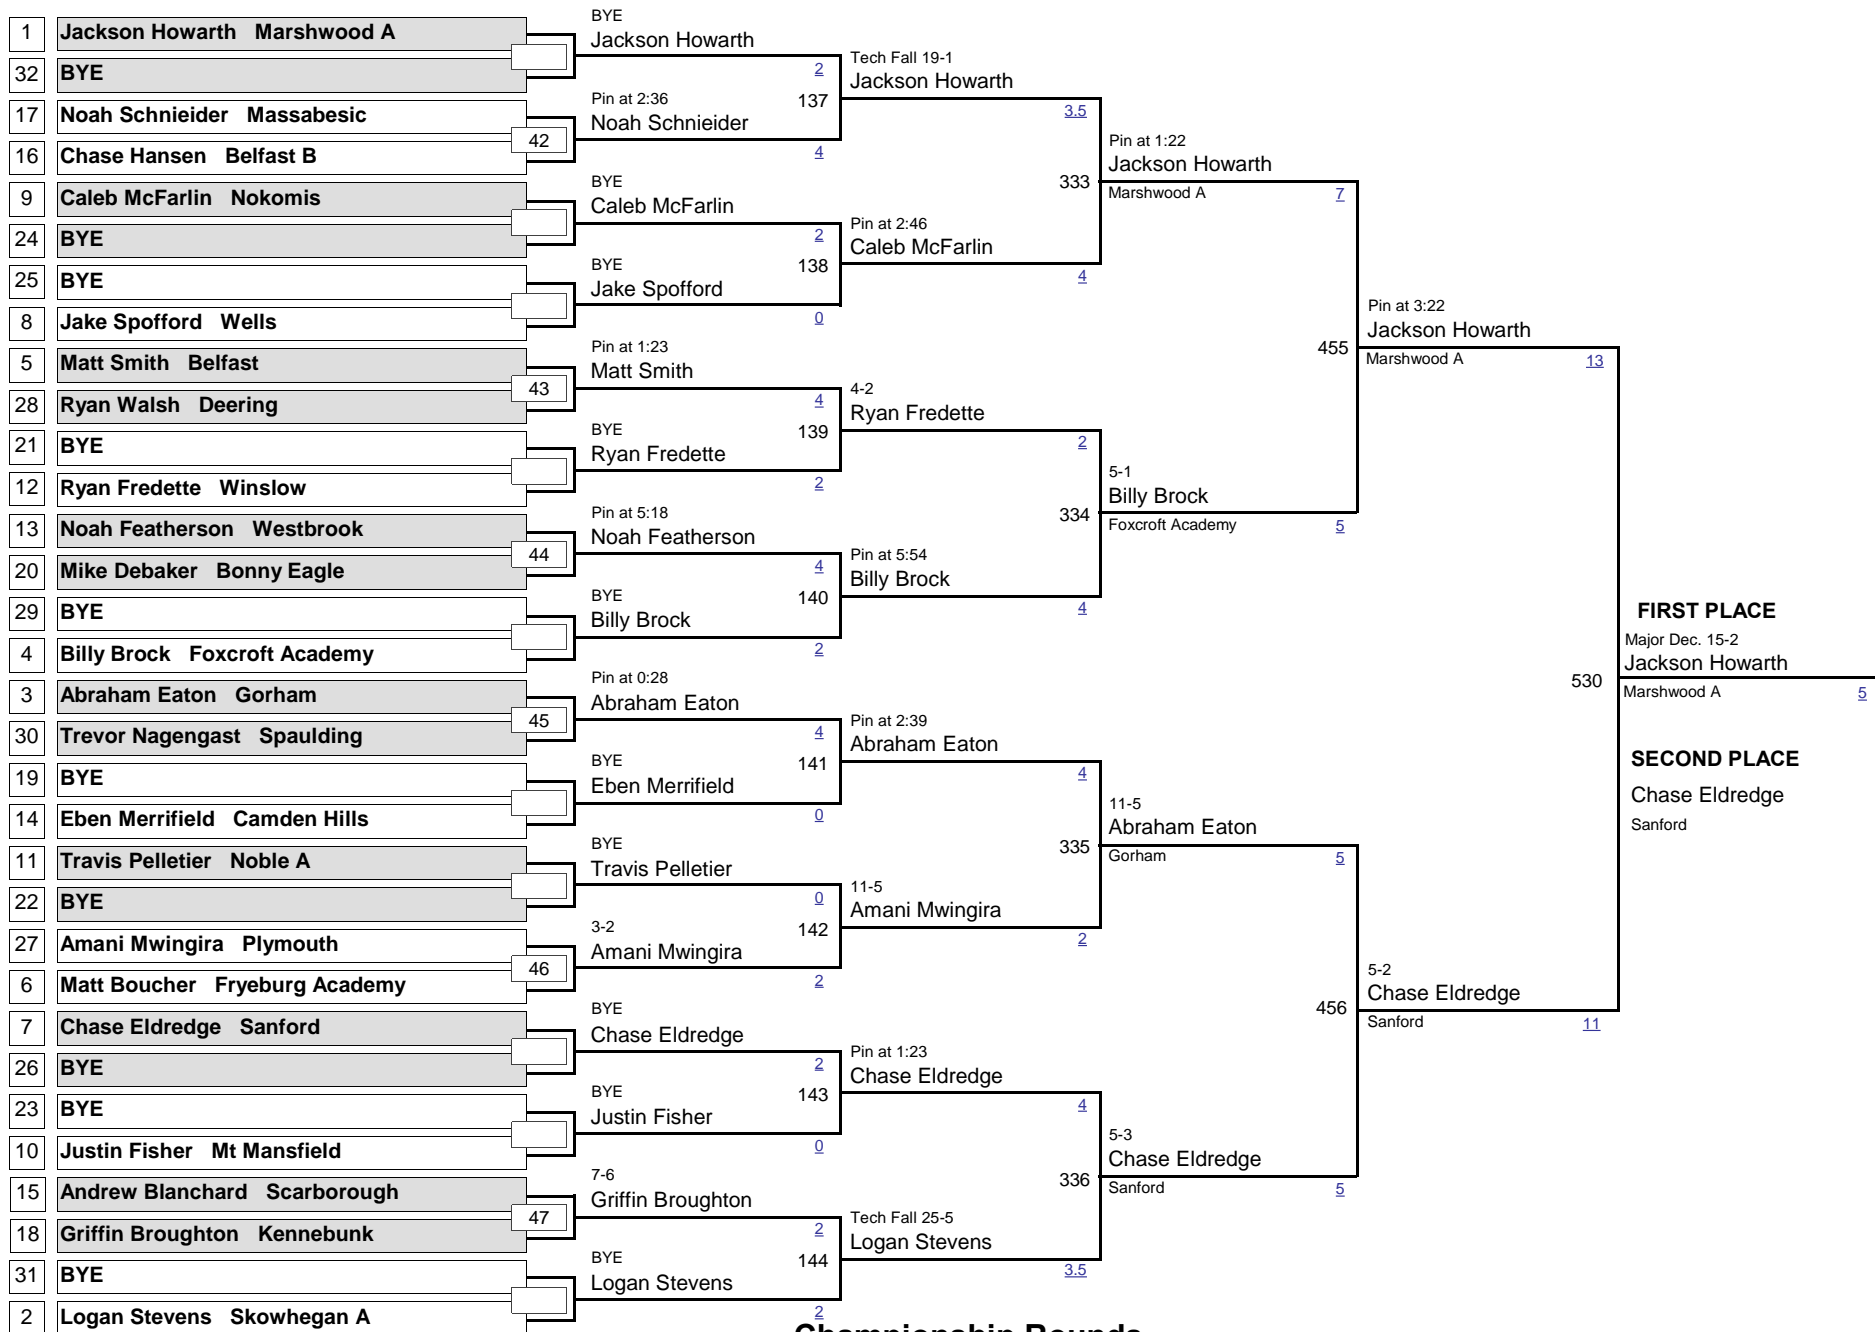 1 Jackson Howarth Marshwood A
32 BYE
17 Noah Schnieider Massabesic
42
16 Chase Hansen Belfast B
9 Caleb McFarlin Nokomis
24 BYE
25 BYE
8 Jake Spofford Wells
5 Matt Smith Belfast
43
28 Ryan Walsh Deering
21 BYE
12 Ryan Fredette Winslow
13 Noah Featherson Westbrook
44
20 Mike Debaker Bonny Eagle
29 BYE
4 Billy Brock Foxcroft Academy
3 Abraham Eaton Gorham
45
30 Trevor Nagengast Spaulding
19 BYE
14 Eben Merrifield Camden Hills
11 Travis Pelletier Noble A
22 BYE
27 Amani Mwingira Plymouth
46
6 Matt Boucher Fryeburg Academy
7 Chase Eldredge Sanford
26 BYE
23 BYE
10 Justin Fisher Mt Mansfield
15 Andrew Blanchard Scarborough
47
18 Griffin Broughton Kennebunk
31 BYE
2 Logan Stevens Skowhegan A
BYE
Jackson Howarth
2
137
Pin at 2:36
Noah Schnieider
4
BYE
Caleb McFarlin
2
138
BYE
Jake Spofford
0
Pin at 1:23
Matt Smith
4
139
BYE
Ryan Fredette
2
Pin at 5:18
Noah Featherson
4
140
BYE
Billy Brock
2
Pin at 0:28
Abraham Eaton
4
141
BYE
Eben Merrifield
0
BYE
Travis Pelletier
0
142
3-2
Amani Mwingira
2
BYE
Chase Eldredge
2
143
BYE
Justin Fisher
0
7-6
Griffin Broughton
2
144
BYE
Logan Stevens
2
Tech Fall 19-1
Jackson Howarth
3.5
333
Pin at 2:46
Caleb McFarlin
4
4-2
Ryan Fredette
2
334
Pin at 5:54
Billy Brock
4
Pin at 2:39
Abraham Eaton
4
335
11-5
Amani Mwingira
2
Pin at 1:23
Chase Eldredge
4
336
Tech Fall 25-5
Logan Stevens
3.5
Pin at 1:22
Jackson Howarth
Marshwood A
7
455
5-1
Billy Brock
Foxcroft Academy
5
11-5
Abraham Eaton
Gorham
5
456
5-3
Chase Eldredge
Sanford
5
Pin at 3:22
Jackson Howarth
Marshwood A
13
530
5-2
Chase Eldredge
Sanford
11
FIRST PLACE
Major Dec. 15-2
Jackson Howarth
Marshwood A
5
SECOND PLACE
Chase Eldredge
Sanford
Championship Rounds